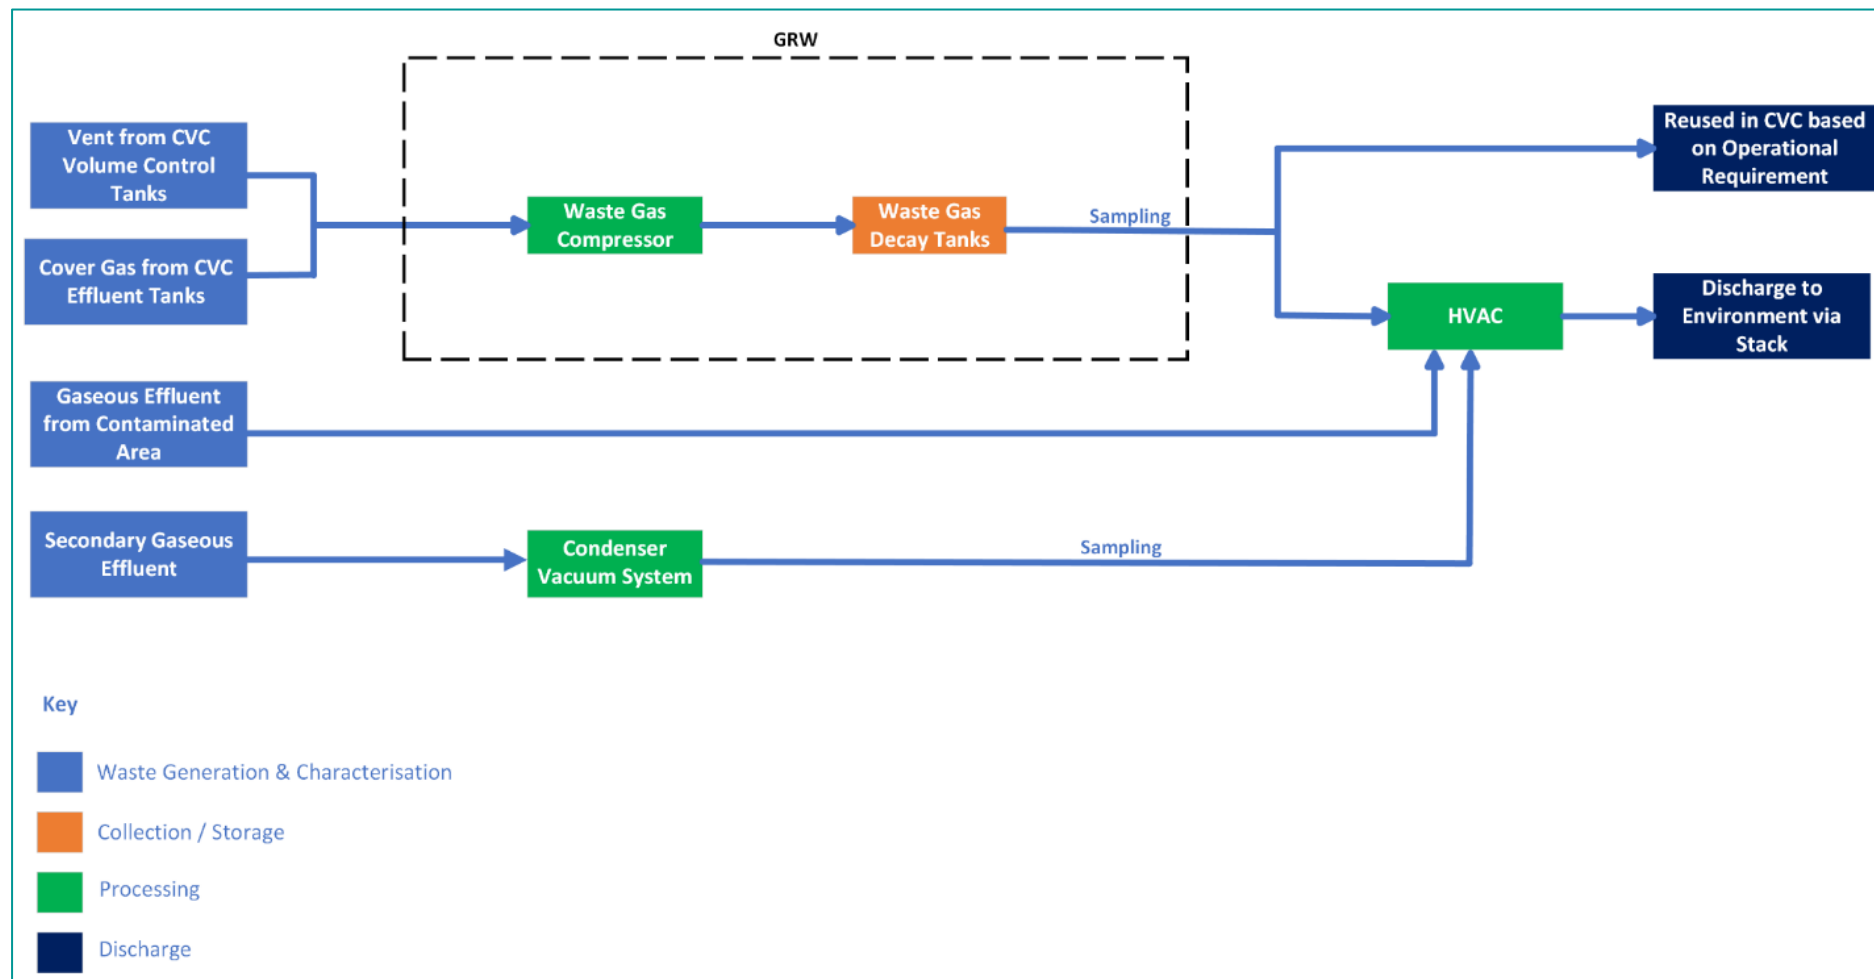 GRW
Vent from CVC
Volume Control
Tanks
Cover Gas from CVC
Effluent Tanks
Waste Gas
Compressor
Waste Gas
Decay Tanks
Sampling
Reused in CVC based
on Operational
Requirement
HVAC
Discharge to
Environment via
Stack
Gaseous Effluent
from Contaminated
Area
Secondary Gaseous
Effluent
Condenser
Vacuum System
Sampling
Key
Waste Generation & Characterisation
Collection / Storage
Processing
Discharge